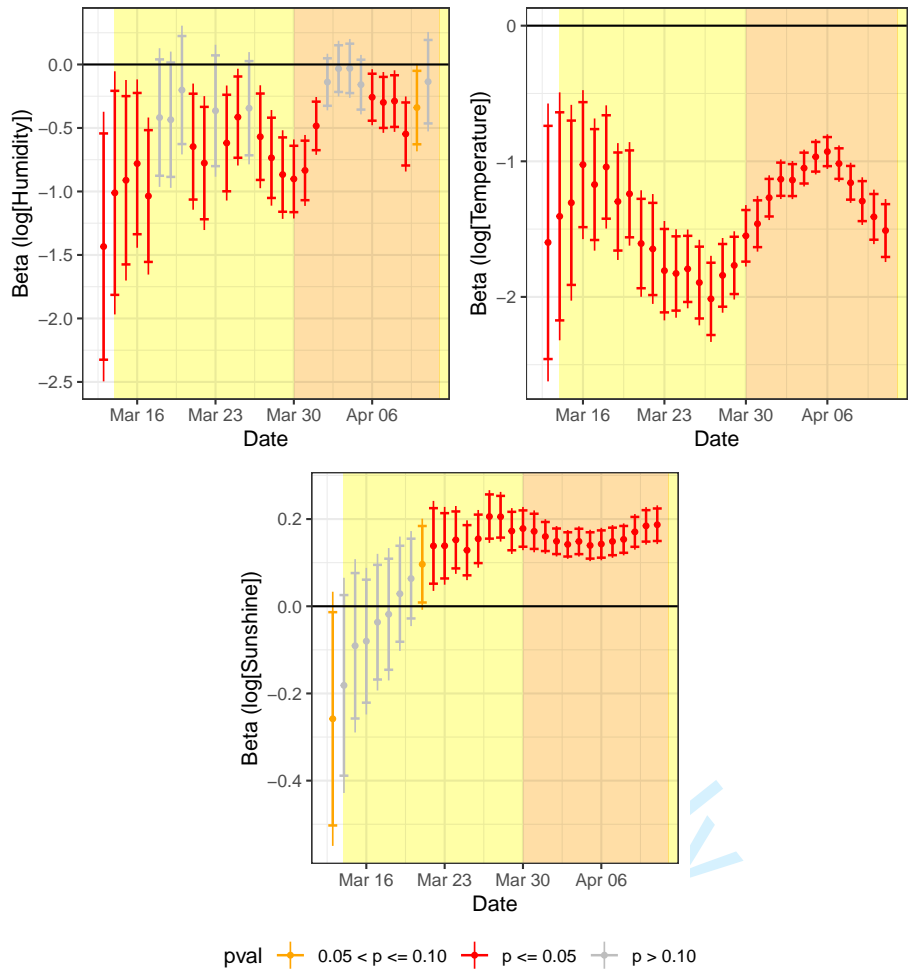 0.0
−0.5
−1.0
−1.5
−2.0
−2.5
Beta (log[Humidity])
Mar 16 Mar 23 Mar 30 Apr 06
Date
0
−1
−2
Beta (log[Temperature])
Mar 16 Mar 23 Mar 30 Apr 06
Date
0.2
0.0
−0.2
−0.4
Beta (log[Sunshine])
Mar 16 Mar 23 Mar 30 Apr 06
Date
pval 0.05 < p <= 0.10 p <= 0.05 p > 0.10